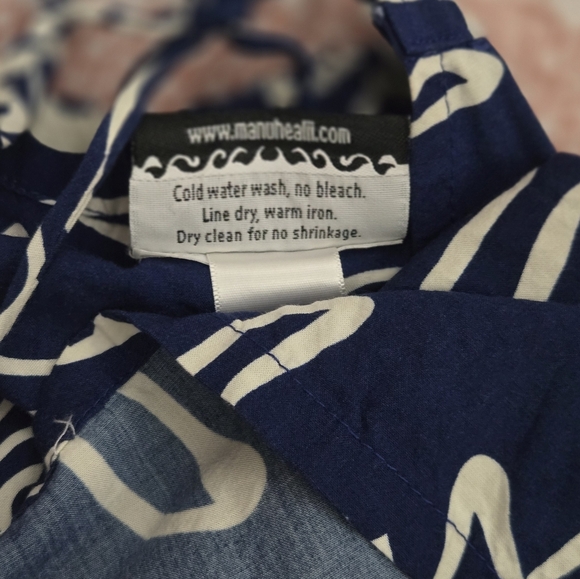 www.manuhealii.com
Cold water wash, no bleach.
Line dry, warm iron.
Dry clean for no shrinkage.